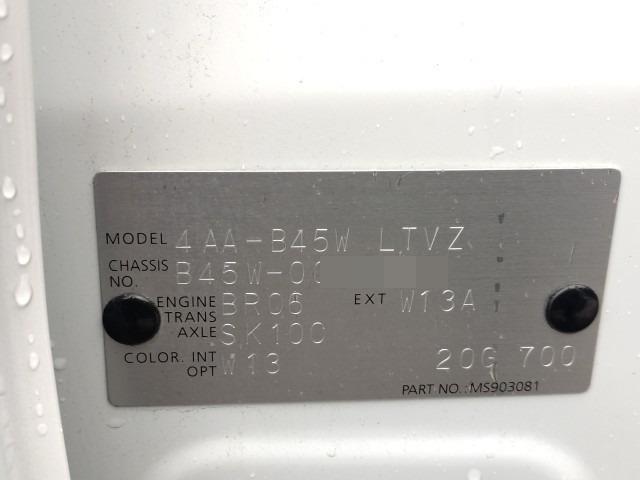 MODEL 4AA-B45W LTVZ
CHASSIS NO. B45W-0
ENGINE BR06 EXT W13A
TRANS AXLE SK10C
COLOR. INT OPT W13 20G 700
PART NO.:MS903081